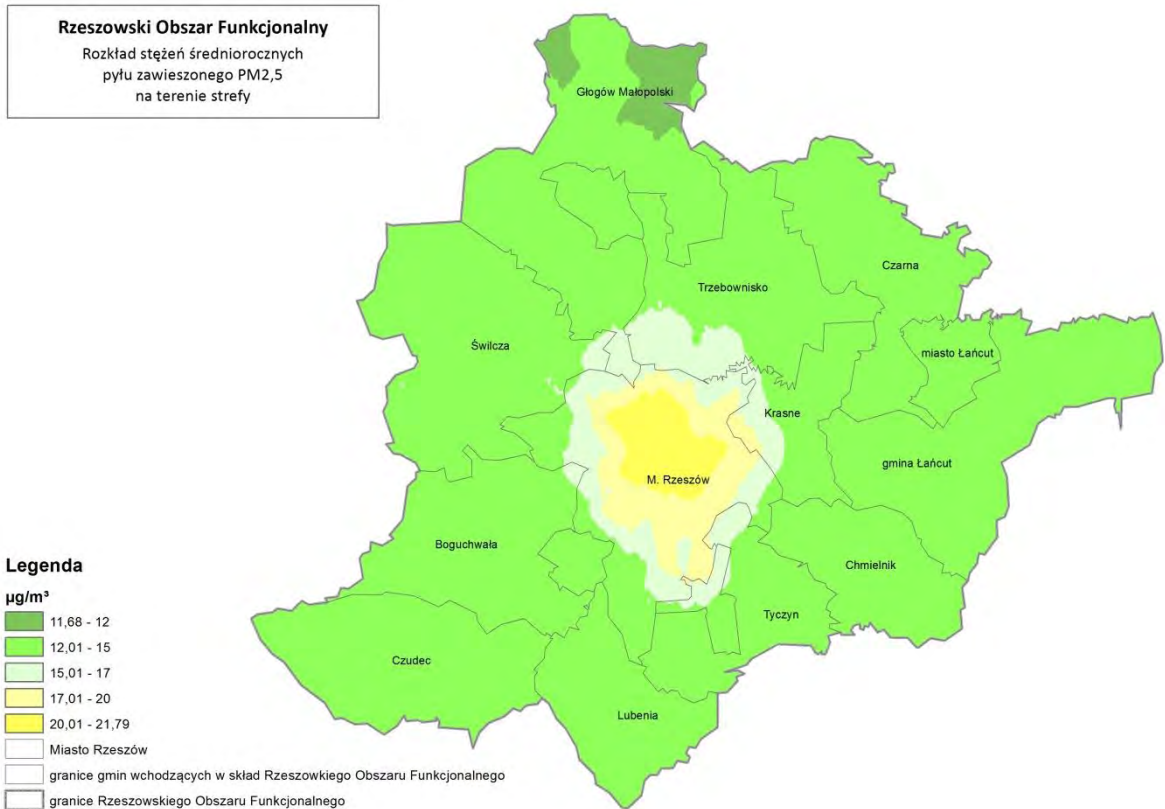 Rzeszowski Obszar Funkcjonalny
Rozkład stężeń średniorocznych
pyłu zawieszonego PM2,5
na terenie strefy
Głogów Małopolski
Czarna
Trzebownisko
Świlcza
miasto Łańcut
Krasne
gmina Łańcut
M. Rzeszów
Boguchwała
Chmielnik
Tyczyn
Czudec
Lubenia
Legenda
µg/m³
11,68 - 12
12,01 - 15
15,01 - 17
17,01 - 20
20,01 - 21,79
Miasto Rzeszów
granice gmin wchodzących w skład Rzeszowkiego Obszaru Funkcjonalnego
granice Rzeszowskiego Obszaru Funkcjonalnego